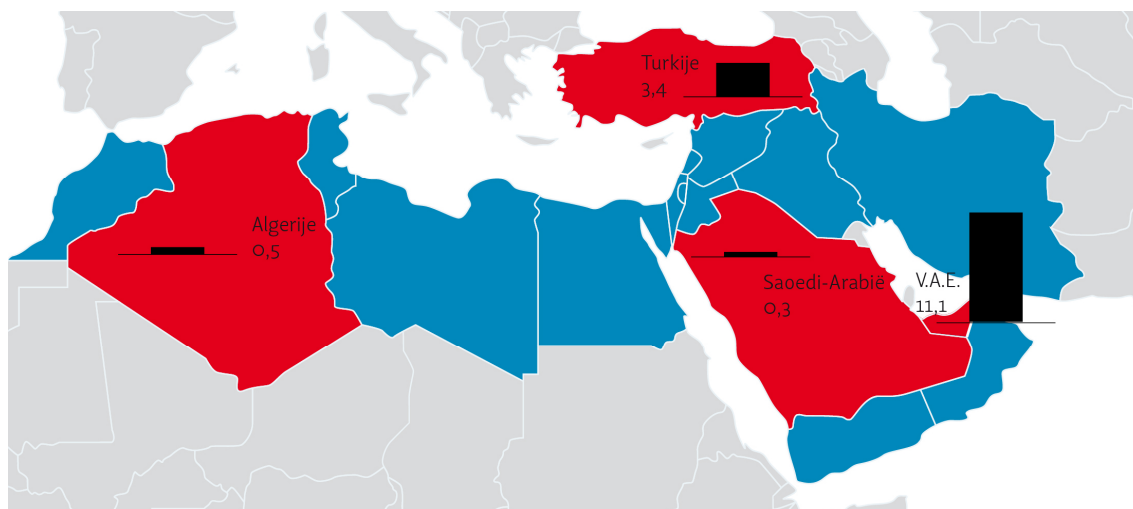 Turkije
3,4
Algerije
0,5
Saoedi-Arabië
0,3
V.A.E.
11,1